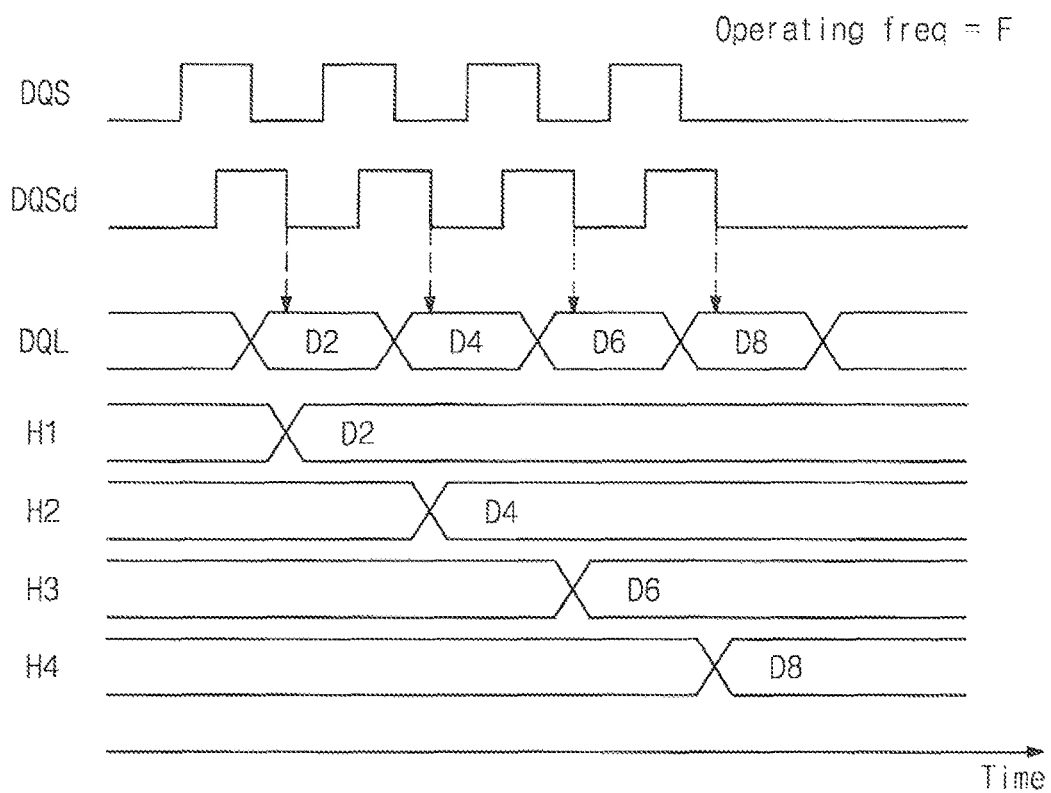 Operating freq = F
DQS
DQSd
DQL D2 D4 D6 D8
H1 D2
H2 D4
H3 D6
H4 D8
Time